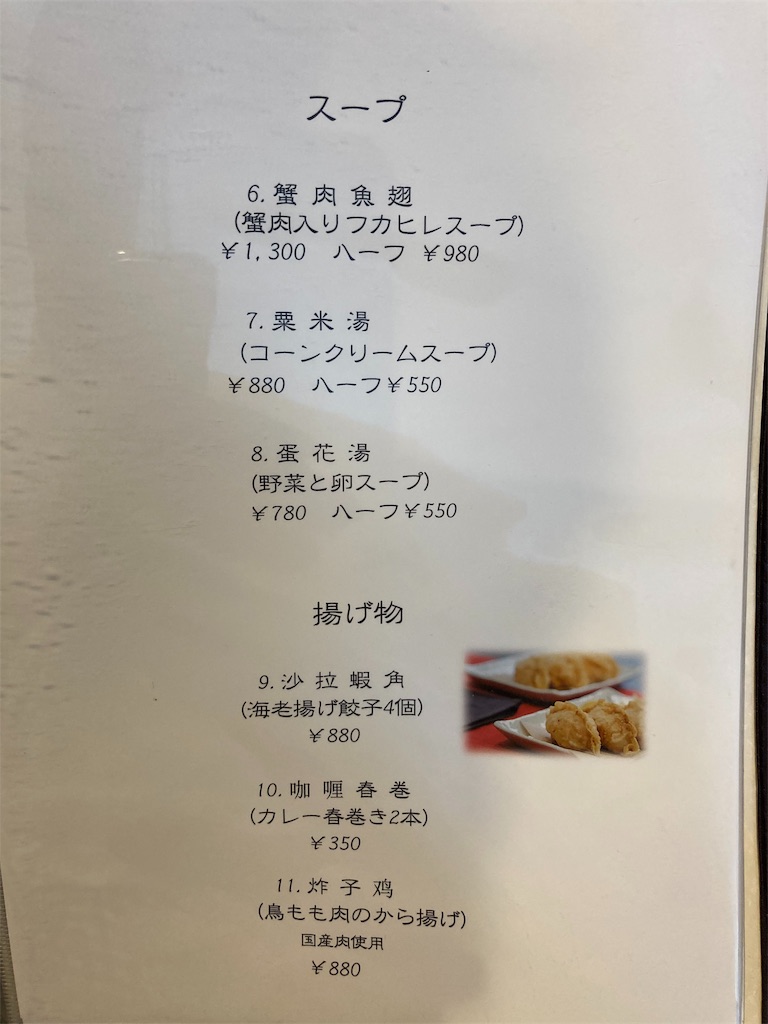 スープ
6. 蟹 肉 魚 翅
(蟹肉入りフカヒレスープ)
￥1,300 ハーフ ￥980
7. 粟 米 湯
(コーンクリームスープ)
￥880 ハーフ￥550
8. 蛋 花 湯
(野菜と卵スープ)
￥780 ハーフ￥550
揚げ物
9. 沙 拉 蝦 角
(海老揚げ餃子4個)
￥880
10. 咖 喱 春 巻
(カレー春巻き2本)
￥350
11. 炸 子 鸡
(鳥もも肉のから揚げ)
国産肉使用
￥880